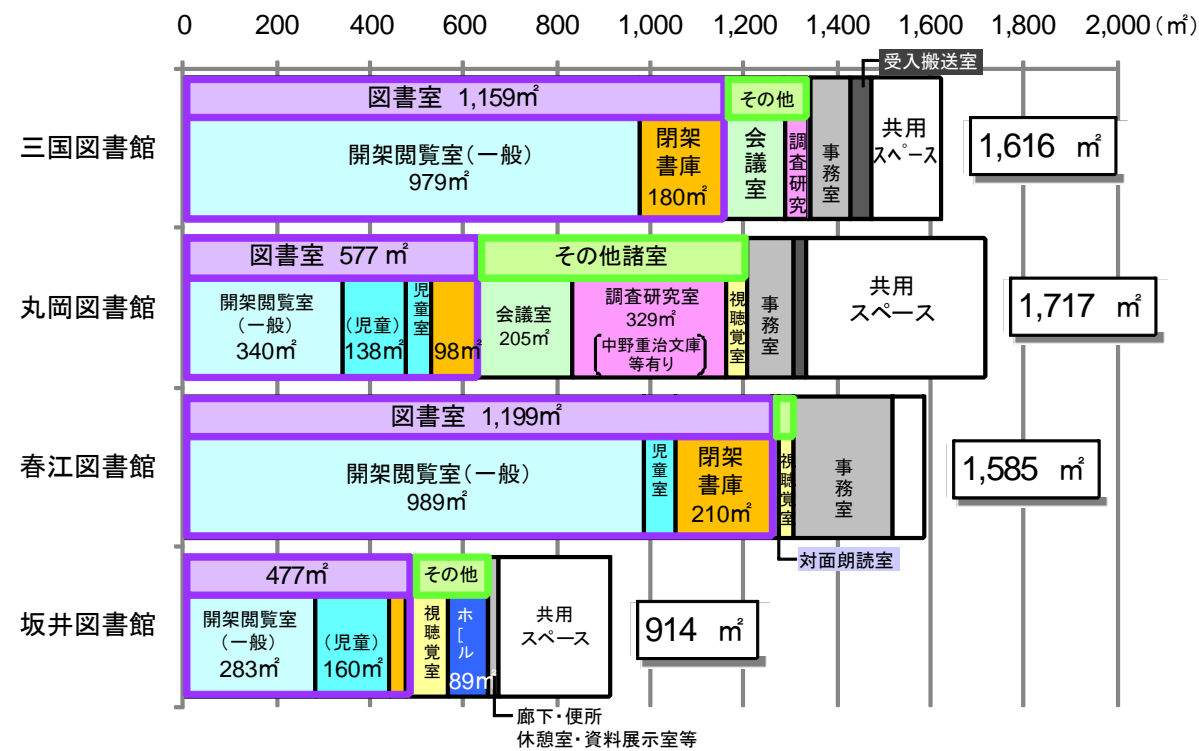 0 200 400 600 800 1,000 1,200 1,400 1,600 1,800 2,000 (㎡)
受入搬送室
三国図書館
図書室 1,159㎡
その他
開架閲覧室(一般)
979㎡
閉架
書庫
180㎡
会議室
調査研究
事務室
共用
スペース
1,616 ㎡
丸岡図書館
図書室 577 ㎡
その他諸室
開架閲覧室
(一般)
340㎡
(児童)
138㎡
児童室
98㎡
会議室
205㎡
調査研究室
329㎡
中野重治文庫
等有り
視聴覚室
事務室
共用
スペース
1,717 ㎡
春江図書館
図書室 1,199㎡
開架閲覧室(一般)
989㎡
児童室
閉架
書庫
210㎡
視聴覚室
事務室
1,585 ㎡
対面朗読室
坂井図書館
477㎡
その他
開架閲覧室
(一般)
283㎡
(児童)
160㎡
視聴覚室
ホール
89㎡
共用
スペース
914 ㎡
廊下・便所
休憩室・資料展示室等